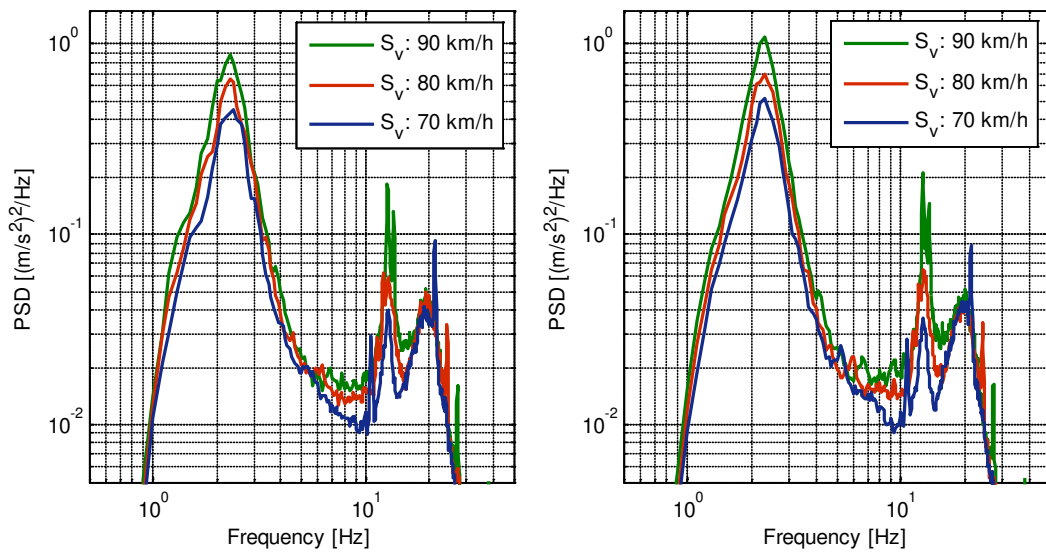 S_v: 90 km/h
S_v: 80 km/h
S_v: 70 km/h
10^0
10^-1
10^-2
PSD [(m/s²)²/Hz]
10^0
10^1
Frequency [Hz]
S_v: 90 km/h
S_v: 80 km/h
S_v: 70 km/h
10^0
10^-1
10^-2
PSD [(m/s²)²/Hz]
10^0
10^1
Frequency [Hz]